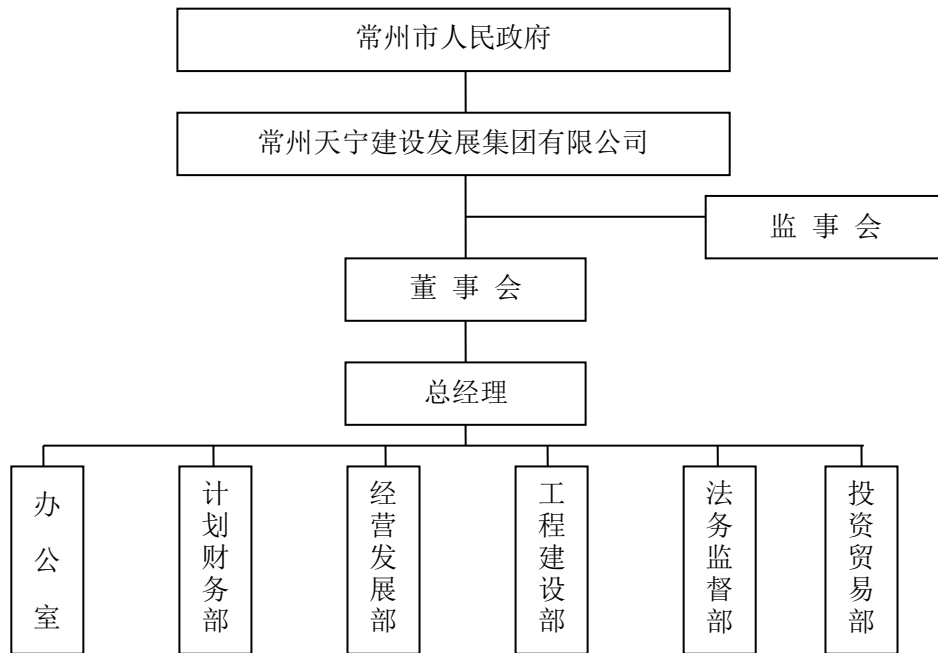 常州市人民政府
常州天宁建设发展集团有限公司
监 事 会
董 事 会
总经理
办公室
计划财务部
经营发展部
工程建设部
法务监督部
投资贸易部